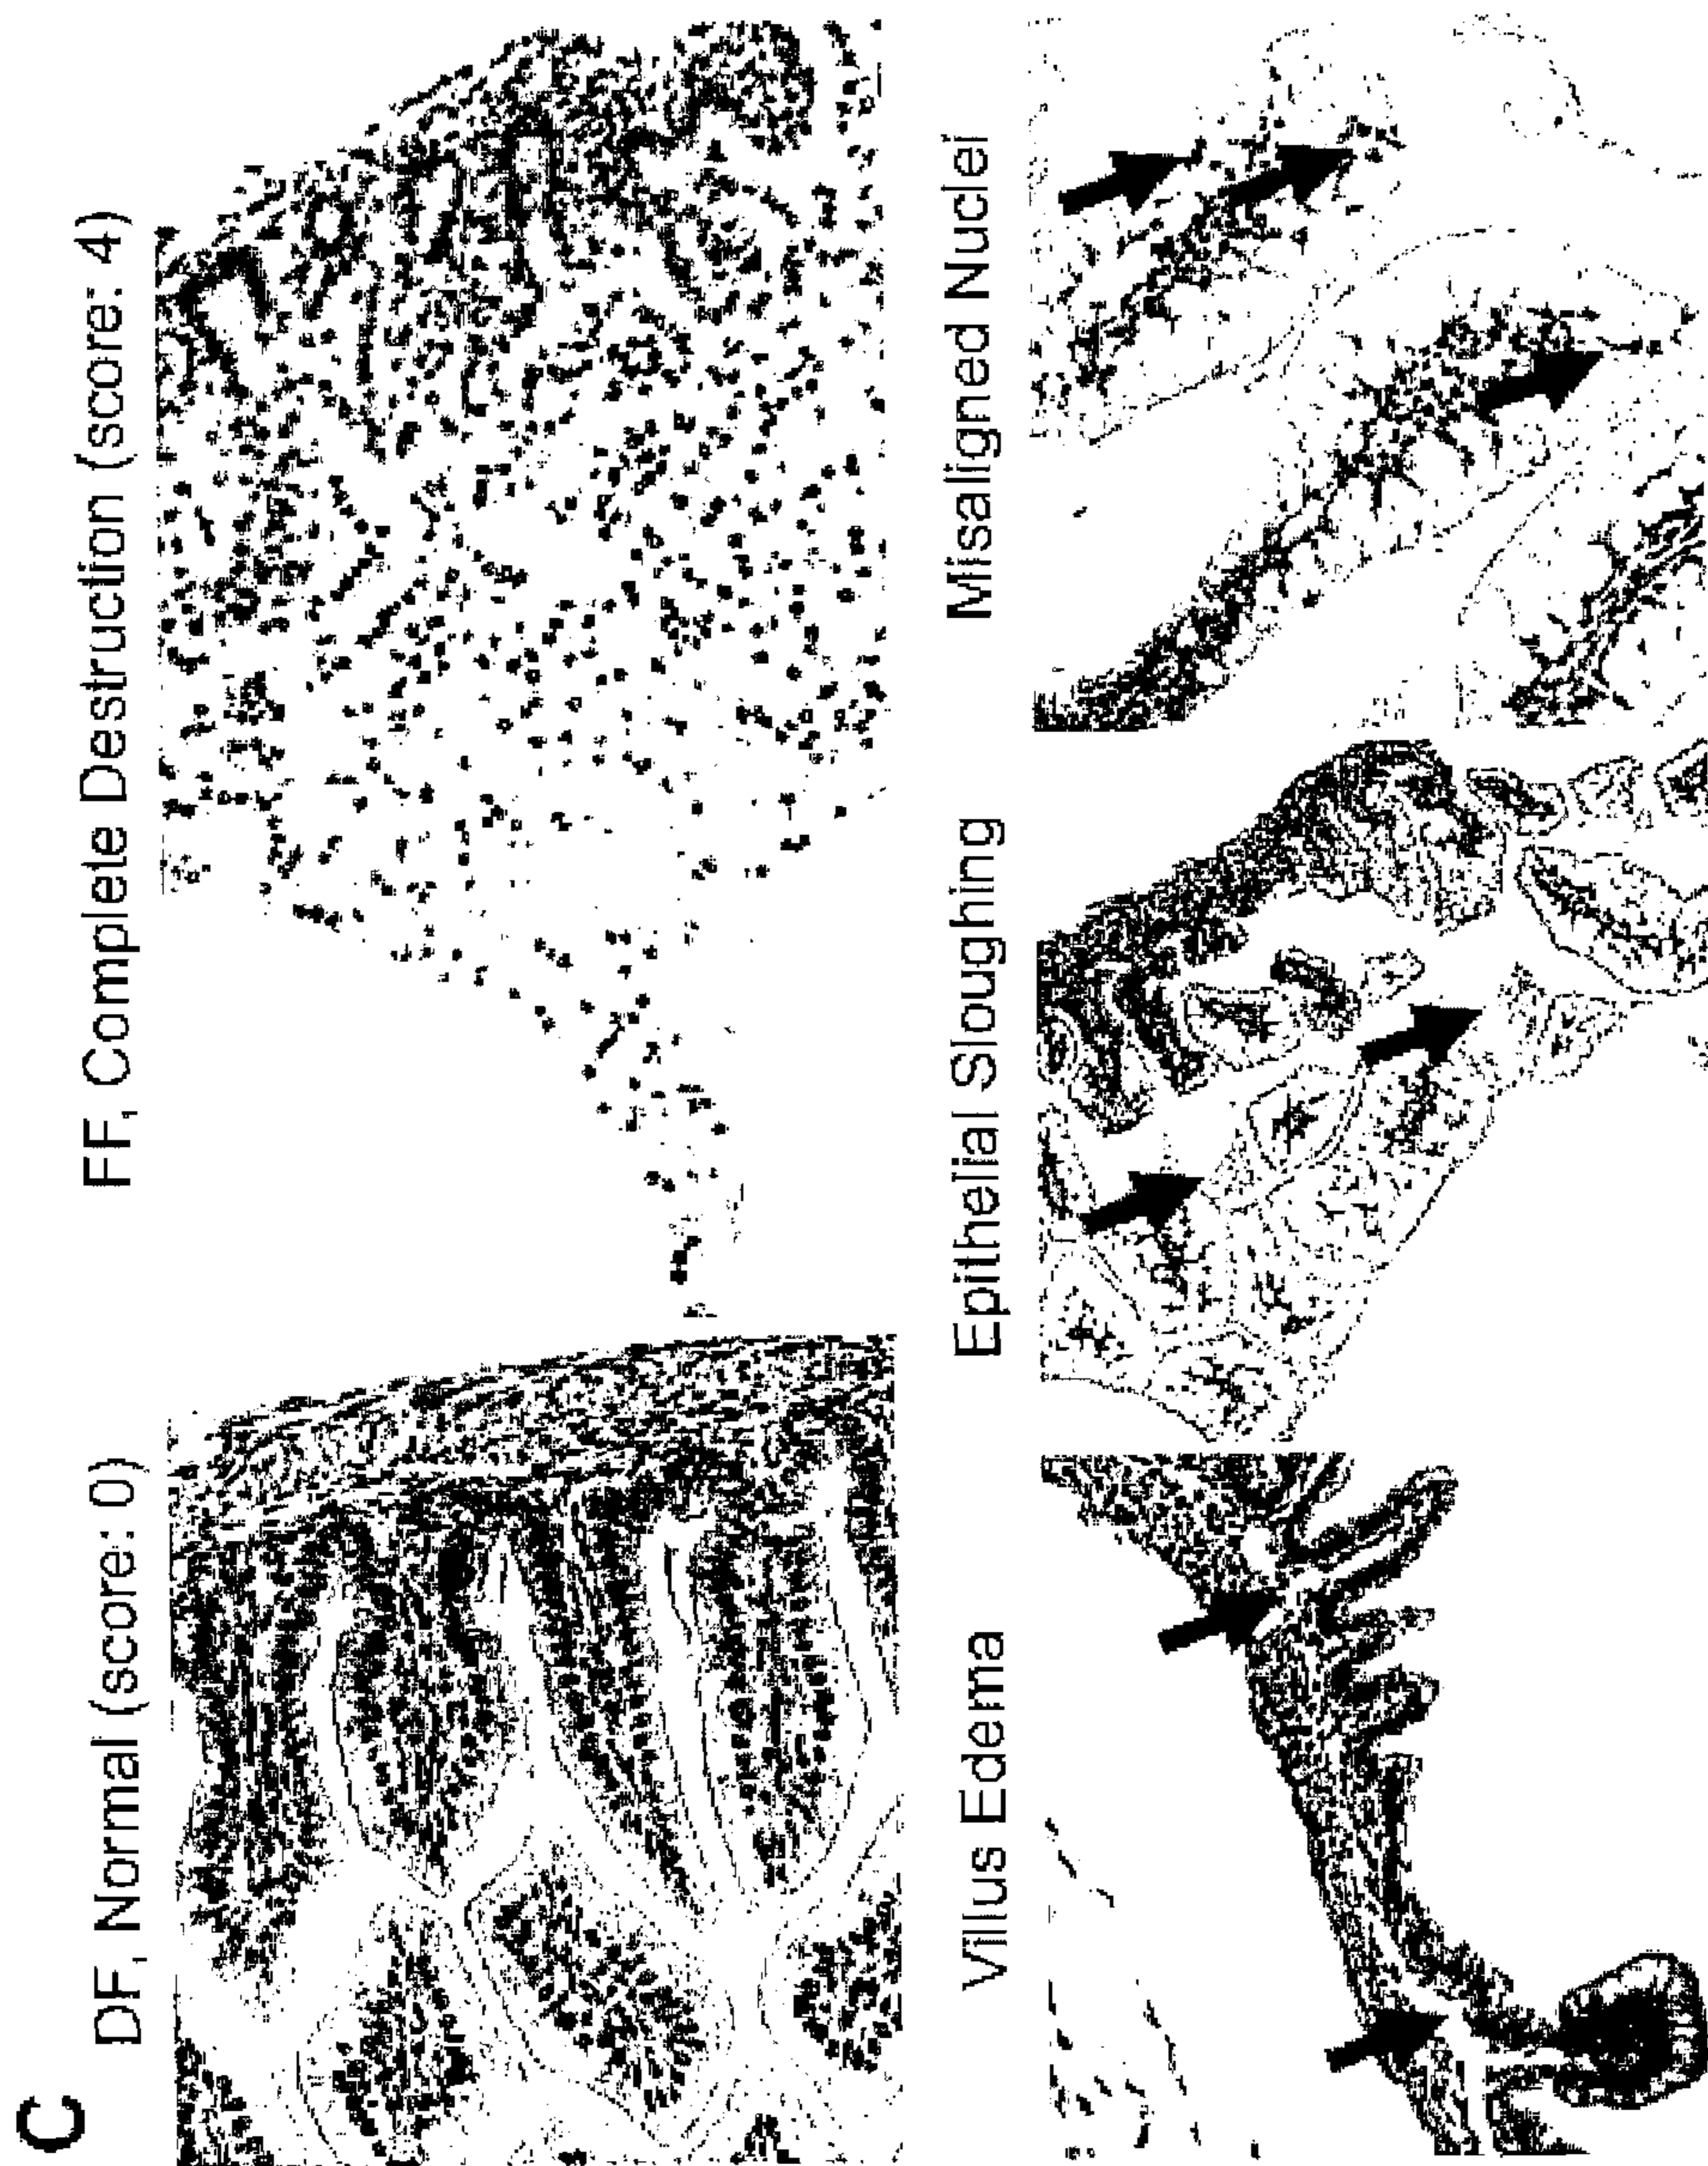 C
DF, Normal (score: 0)
FF, Complete Destruction (score: 4)
Villus Edema
Epithelial Sloughing
Misaligned Nuclei